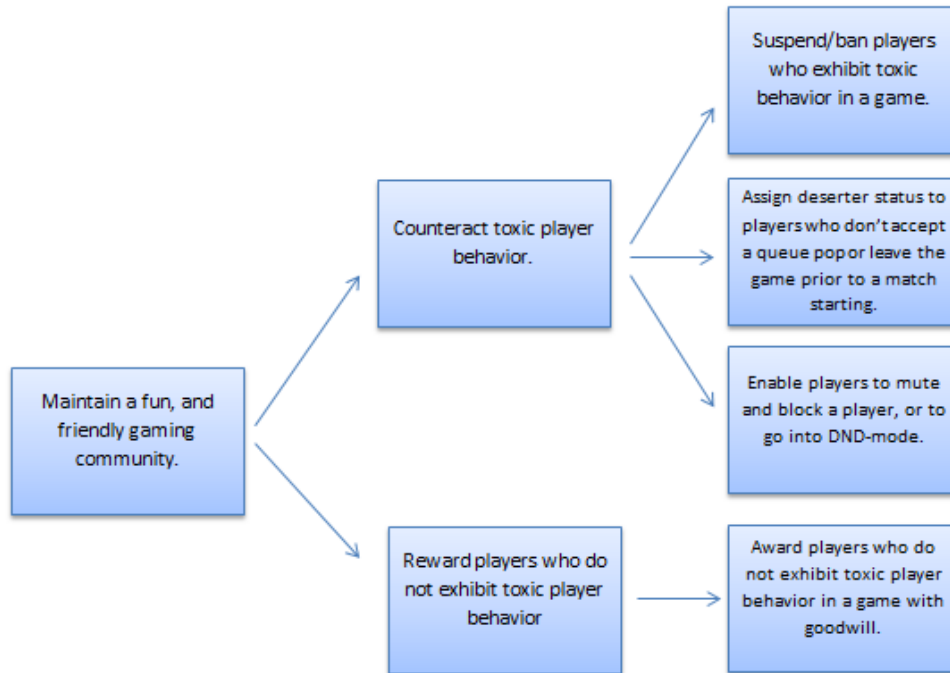 Maintain a fun, and
friendly gaming
community.
Counteract toxic player
behavior.
Suspend/ban players
who exhibit toxic
behavior in a game.
Assign deserter status to
players who don't accept
a queue pop or leave the
game prior to a match
starting.
Enable players to mute
and block a player, or to
go into DND-mode.
Reward players who do
not exhibit toxic player
behavior
Award players who do
not exhibit toxic player
behavior in a game with
goodwill.